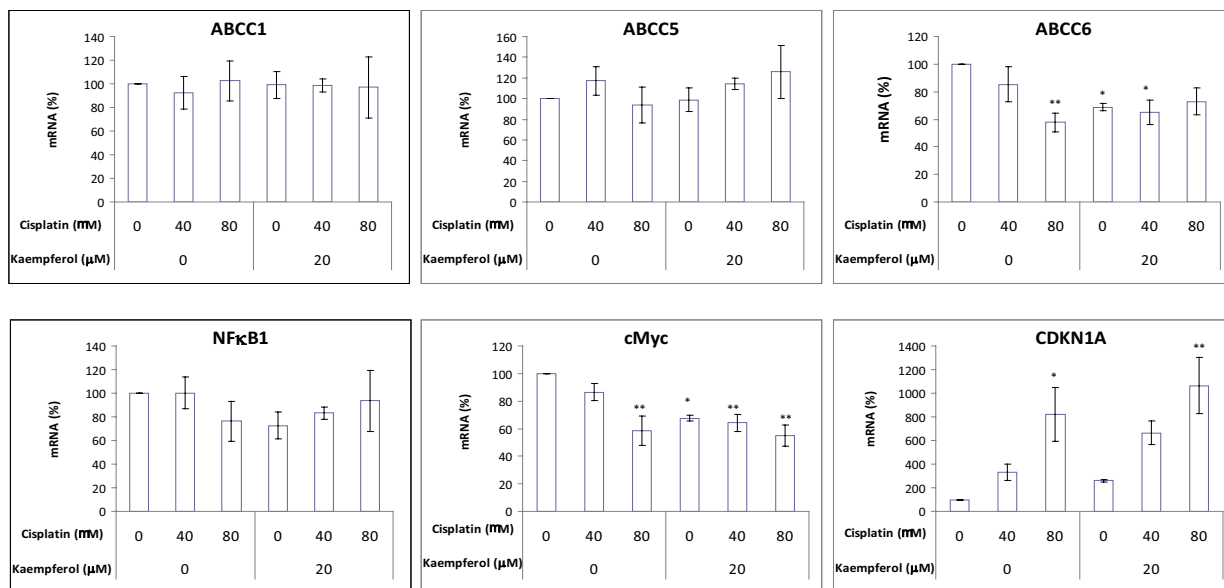 ABCC1
140
120
100
80
60
40
20
0
mRNA (%)
Cisplatin (mM) 0 40 80 0 40 80
Kaempferol (μM) 0 20
ABCC5
160
140
120
100
80
60
40
20
0
mRNA (%)
Cisplatin (mM) 0 40 80 0 40 80
Kaempferol (μM) 0 20
ABCC6
120
100
80
60
40
20
0
mRNA (%)
** * *
Cisplatin (mM) 0 40 80 0 40 80
Kaempferol (μM) 0 20
NFκB1
140
120
100
80
60
40
20
0
mRNA (%)
Cisplatin (mM) 0 40 80 0 40 80
Kaempferol (μM) 0 20
cMyc
120
100
80
60
40
20
0
mRNA (%)
** * ** **
Cisplatin (mM) 0 40 80 0 40 80
Kaempferol (μM) 0 20
CDKN1A
1400
1200
1000
800
600
400
200
0
mRNA (%)
* **
Cisplatin (mM) 0 40 80 0 40 80
Kaempferol (μM) 0 20